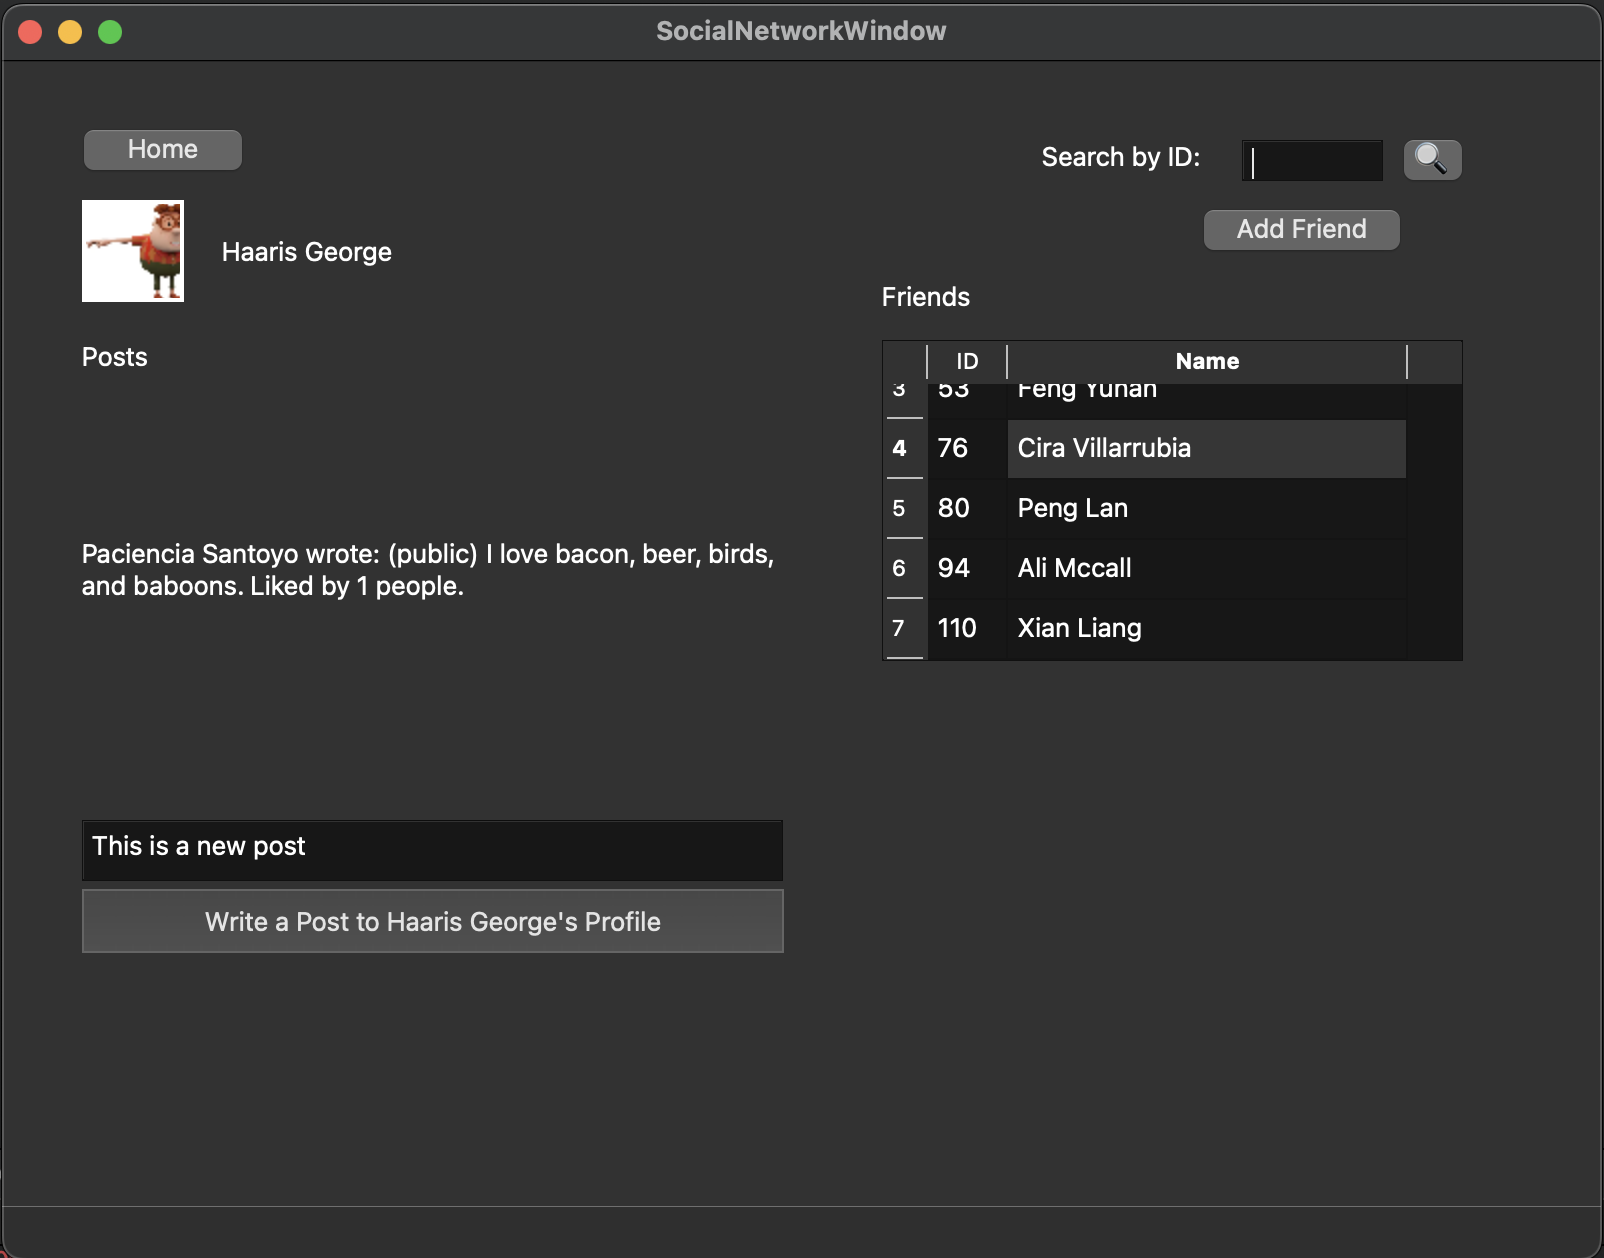 SocialNetworkWindow
Home
Search by ID:
Add Friend
Haaris George
Friends
Posts
ID Name
3 53 Feng Yunan
4 76 Cira Villarrubia
5 80 Peng Lan
6 94 Ali Mccall
7 110 Xian Liang
Paciencia Santoyo wrote: (public) I love bacon, beer, birds,
and baboons. Liked by 1 people.
This is a new post
Write a Post to Haaris George's Profile